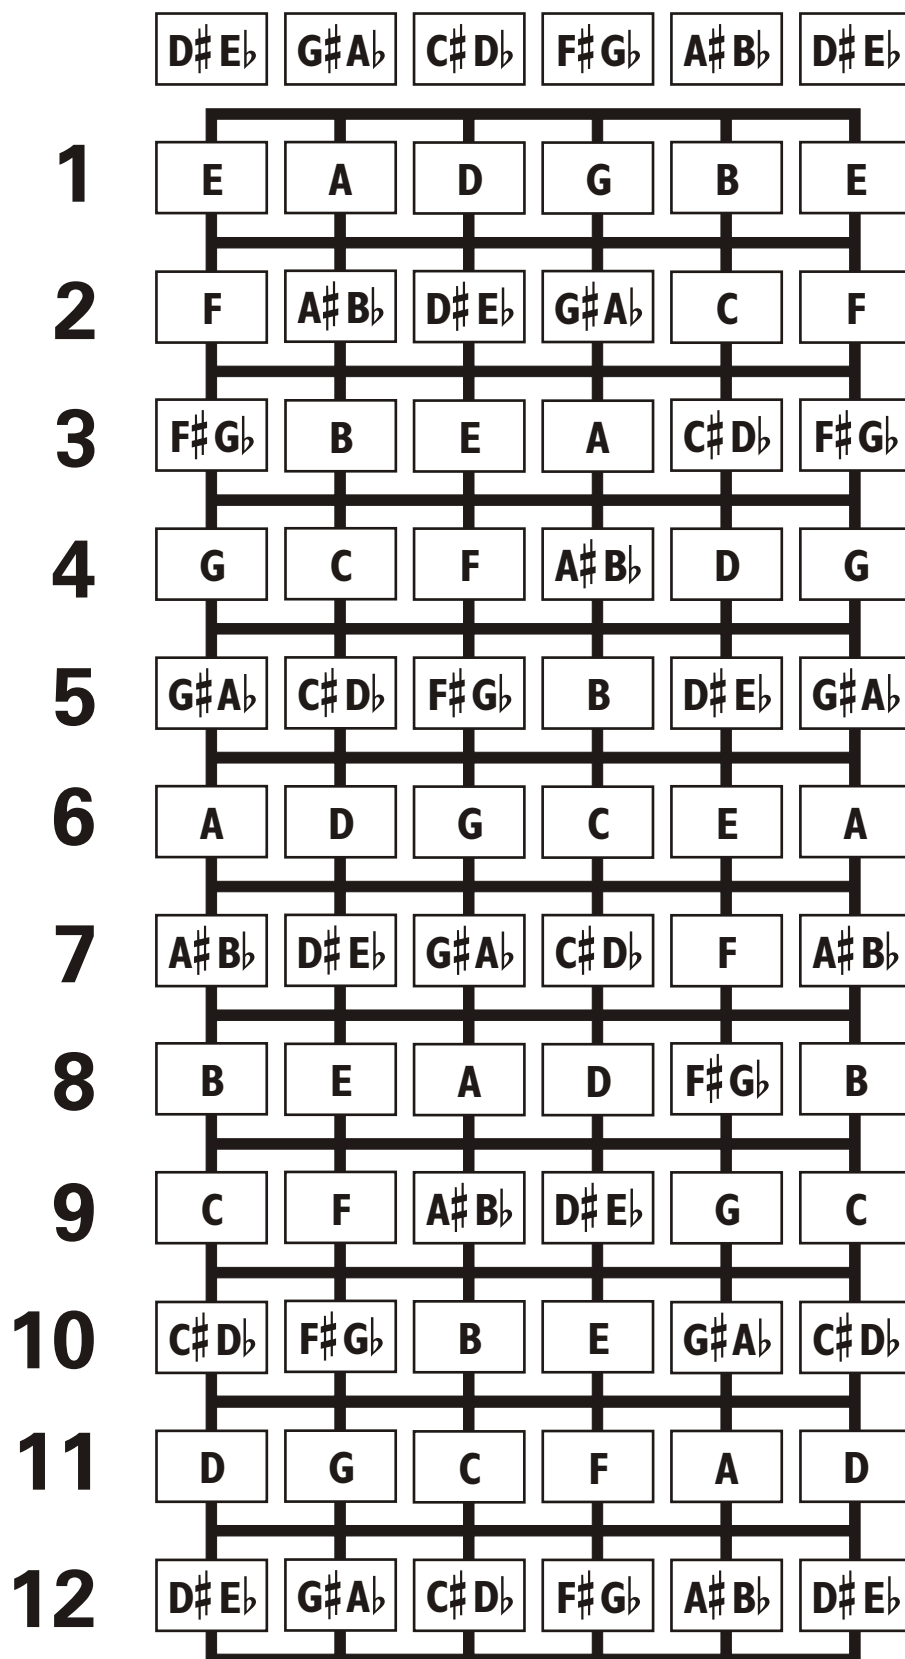 D♯E♭ G♯A♭ C♯D♭ F♯G♭ A♯B♭ D♯E♭
1 E A D G B E
2 F A♯B♭ D♯E♭ G♯A♭ C F
3 F♯G♭ B E A C♯D♭ F♯G♭
4 G C F A♯B♭ D G
5 G♯A♭ C♯D♭ F♯G♭ B D♯E♭ G♯A♭
6 A D G C E A
7 A♯B♭ D♯E♭ G♯A♭ C♯D♭ F A♯B♭
8 B E A D F♯G♭ B
9 C F A♯B♭ D♯E♭ G C
10 C♯D♭ F♯G♭ B E G♯A♭ C♯D♭
11 D G C F A D
12 D♯E♭ G♯A♭ C♯D♭ F♯G♭ A♯B♭ D♯E♭